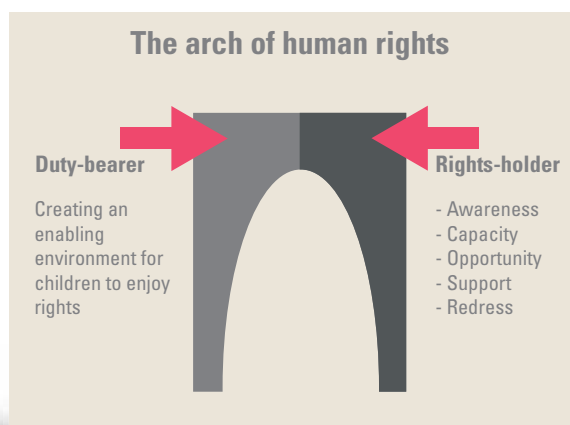 The arch of human rights
Duty-bearer
Creating an
enabling
environment for
children to enjoy
rights
Rights-holder
- Awareness
- Capacity
- Opportunity
- Support
- Redress